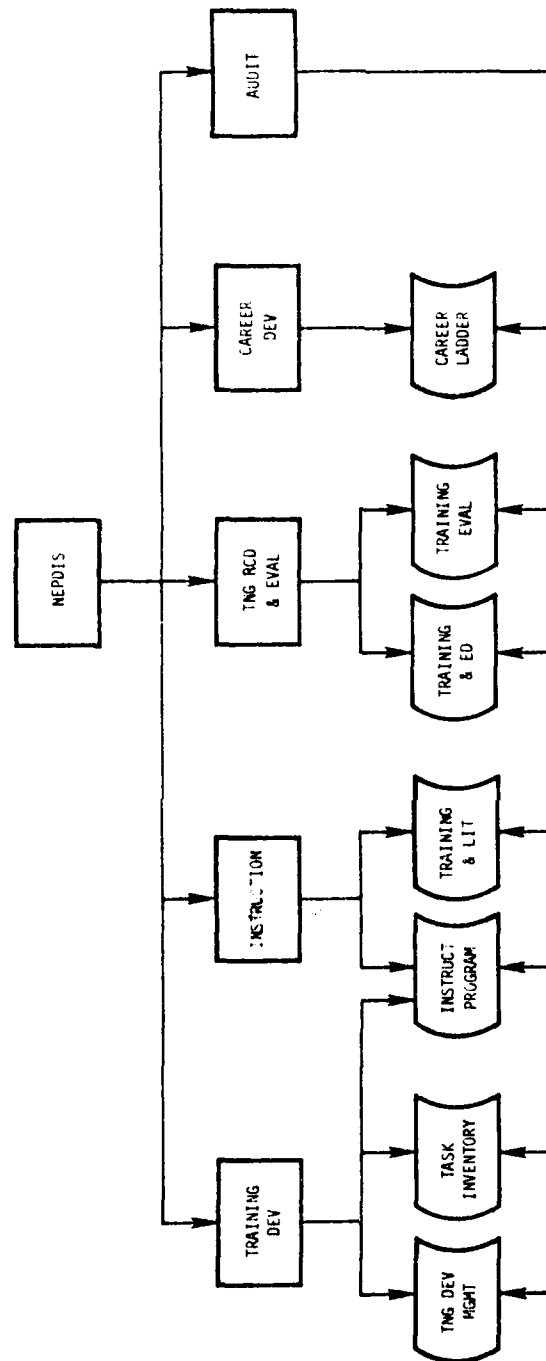 NEPDIS
TRAINING
DEV
INSTRUCTION
TNG RCD
& EVAL
CAREER
DEV
AUDIT
TNG DEV
MGMT
TASK
INVENTORY
INSTRUCT
PROGRAM
TRAINING
& LIT
TRAINING
& ED
TRAINING
EVAL
CAREER
LADDER